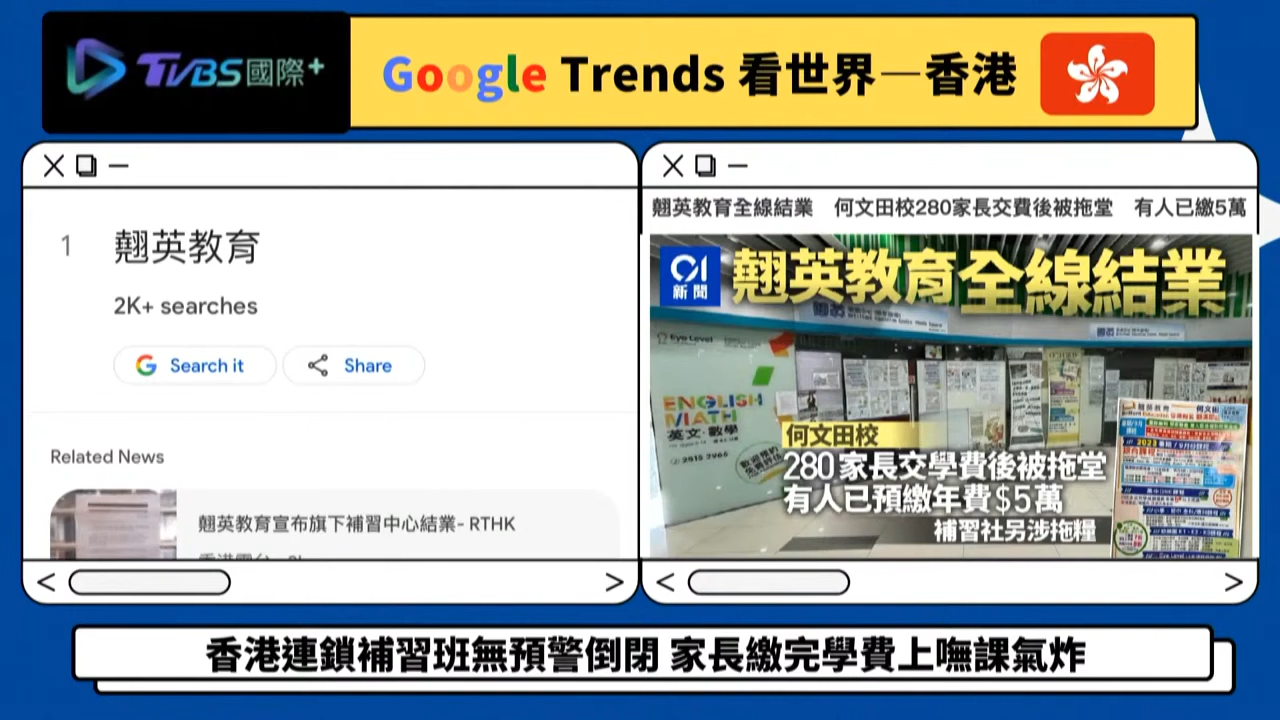 TVBS國際+
Google Trends 看世界—香港
1 翹英教育
2K+ searches
Search it
Share
Related News
翹英教育宣布旗下補習中心結業- RTHK
翹英教育全線結業 何文田校280家長交費後被拖堂 有人已繳5萬
01
新聞
翹英教育全線結業
Eye Level
ENGLISH
MATH
英文·數學
何文田校
280家長交學費後被拖堂
有人已預繳年費$5萬
補習社另涉拖糧
翹英教育
2023
香港連鎖補習班無預警倒閉 家長繳完學費上嘸課氣炸